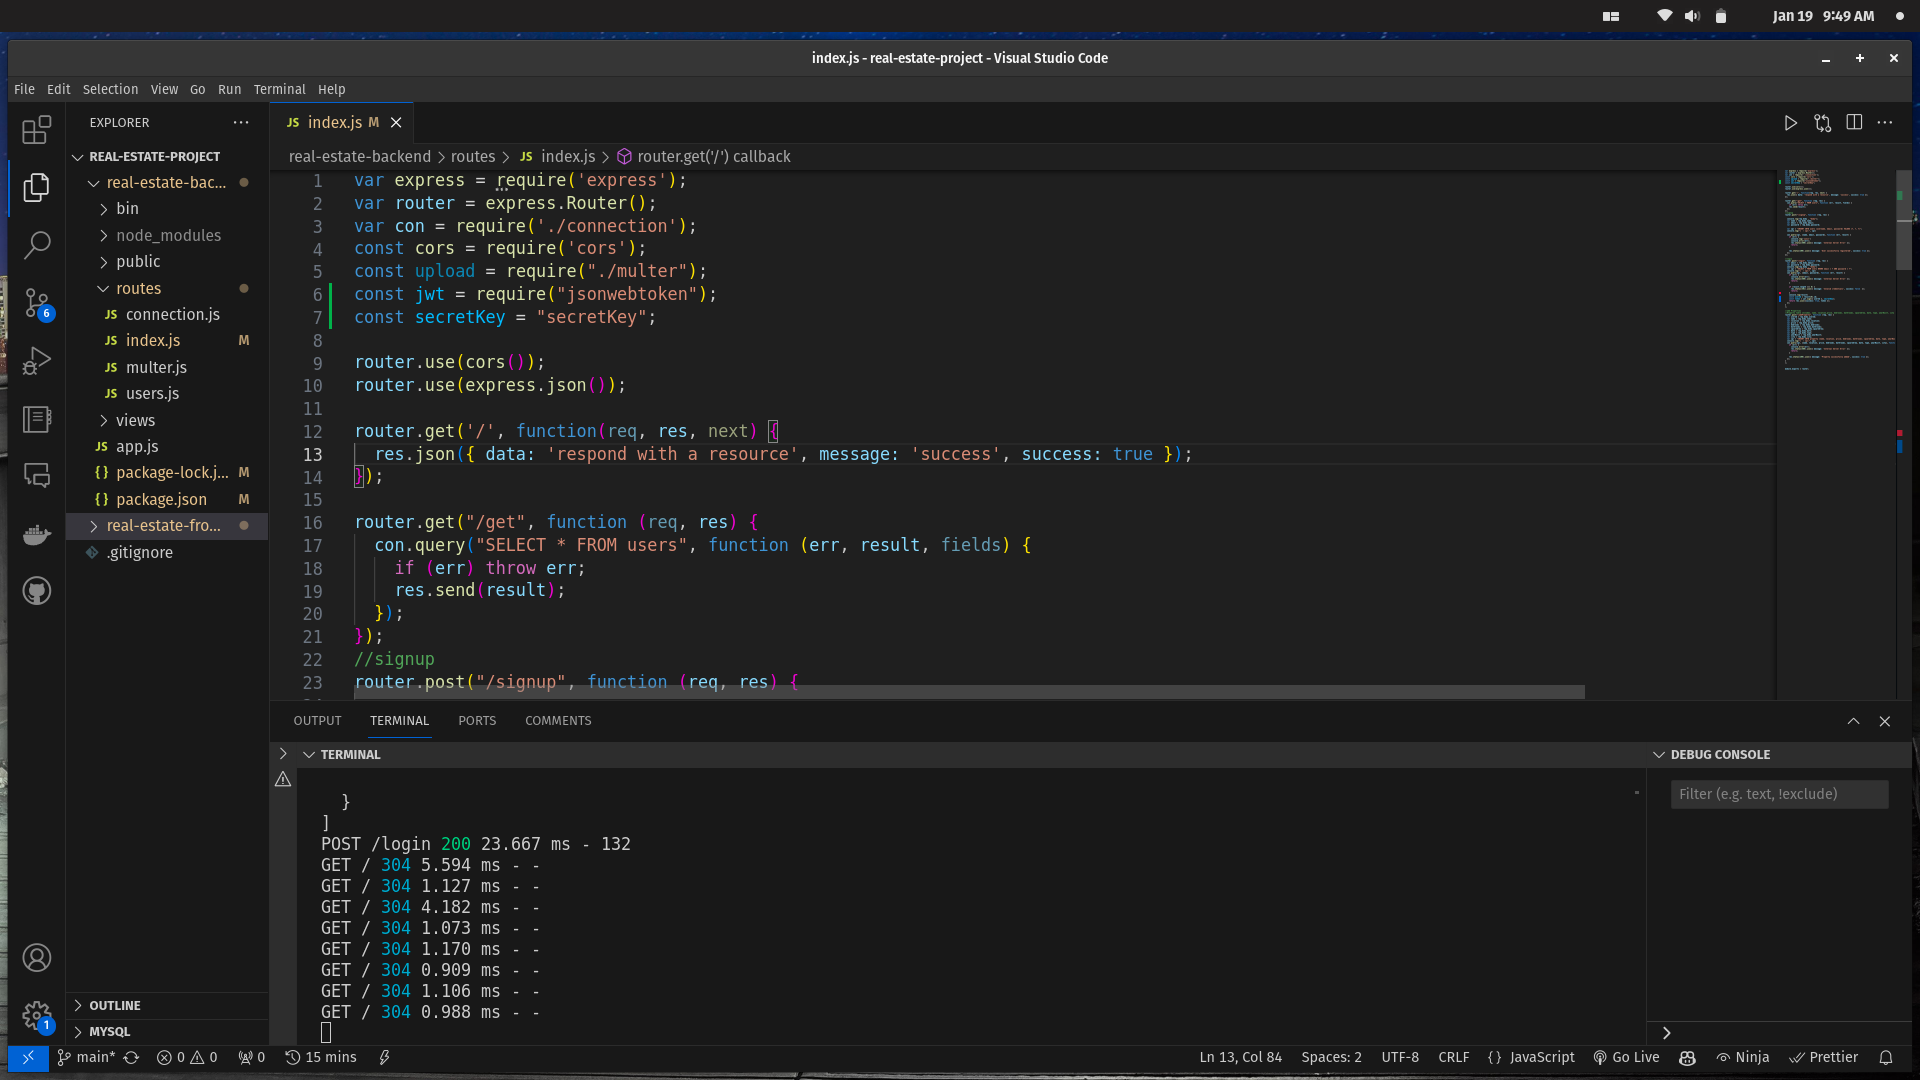 Jan 19 9:49 AM
index.js - real-estate-project - Visual Studio Code
File Edit Selection View Go Run Terminal Help
EXPLORER
REAL-ESTATE-PROJECT
real-estate-bac...
bin
node_modules
public
routes
JS connection.js
JS index.js M
JS multer.js
JS users.js
views
JS app.js
{} package-lock.j... M
{} package.json M
real-estate-fro...
.gitignore
OUTLINE
MYSQL
6
1
JS index.js M
real-estate-backend > routes > JS index.js > router.get('/') callback
1 var express = require('express');
2 var router = express.Router();
3 var con = require('./connection');
4 const cors = require('cors');
5 const upload = require("./multer");
6 const jwt = require("jsonwebtoken");
7 const secretKey = "secretKey";
8
9 router.use(cors());
10 router.use(express.json());
11
12 router.get('/', function(req, res, next) {
13 res.json({ data: 'respond with a resource', message: 'success', success: true });
14 });
15
16 router.get("/get", function (req, res) {
17 con.query("SELECT * FROM users", function (err, result, fields) {
18 if (err) throw err;
19 res.send(result);
20 });
21 });
22 //signup
23 router.post("/signup", function (req, res) {
OUTPUT TERMINAL PORTS COMMENTS
TERMINAL
}
]
POST /login 200 23.667 ms - 132
GET / 304 5.594 ms - -
GET / 304 1.127 ms - -
GET / 304 4.182 ms - -
GET / 304 1.073 ms - -
GET / 304 1.170 ms - -
GET / 304 0.909 ms - -
GET / 304 1.106 ms - -
GET / 304 0.988 ms - -
DEBUG CONSOLE
Filter (e.g. text, !exclude)
main* 0 0 0 15 mins Ln 13, Col 84 Spaces: 2 UTF-8 CRLF {} JavaScript Go Live Ninja Prettier